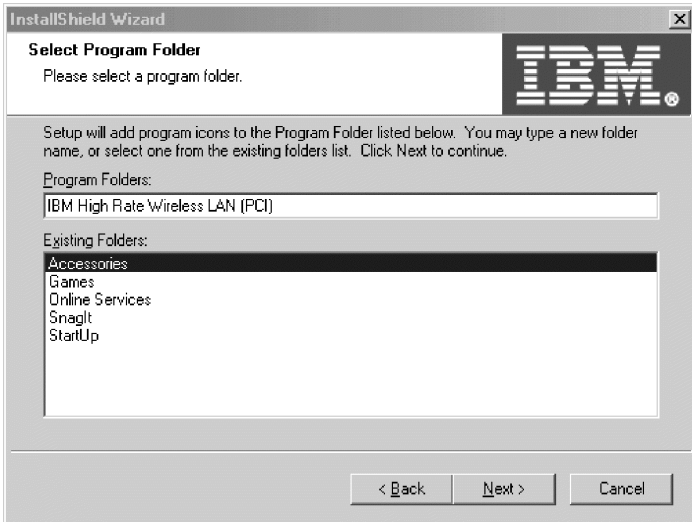 InstallShield Wizard
Select Program Folder
Please select a program folder.
IBM®
Setup will add program icons to the Program Folder listed below. You may type a new folder
name, or select one from the existing folders list. Click Next to continue.
Program Folders:
IBM High Rate Wireless LAN (PCI)
Existing Folders:
Accessories
Games
Online Services
SnagIt
StartUp
< Back Next > Cancel